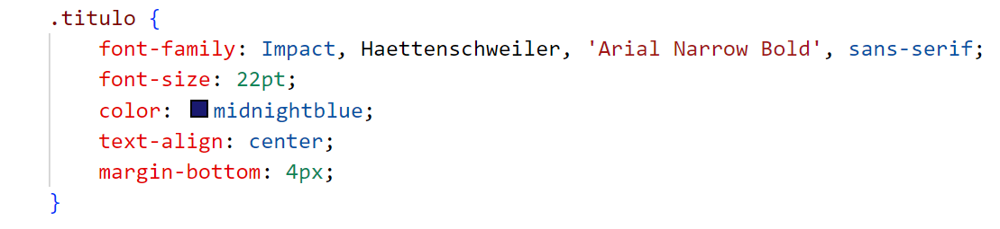 .titulo {
font-family: Impact, Haettenschweiler, 'Arial Narrow Bold', sans-serif;
font-size: 22pt;
color: midnightblue;
text-align: center;
margin-bottom: 4px;
}